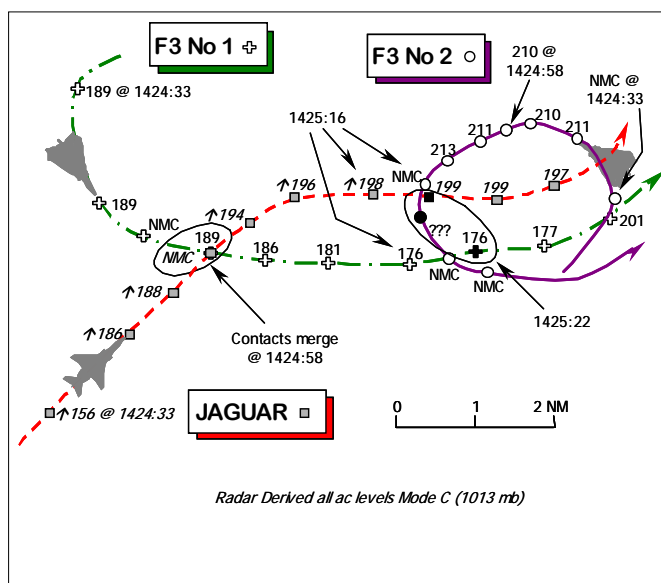 F3 No 1
F3 No 2
210 @
1424:58
NMC @
1424:33
189 @ 1424:33
1425:16
210
211
211
213
NMC
↑196
↑198
199
199
197
189
NMC
↑194
???
189
NMC
186
181
176
176
177
201
NMC
NMC
↑188
↑186
Contacts merge
@ 1424:58
1425:22
↑156 @ 1424:33
JAGUAR
0
1
2 NM
Radar Derived all ac levels Mode C (1013 mb)